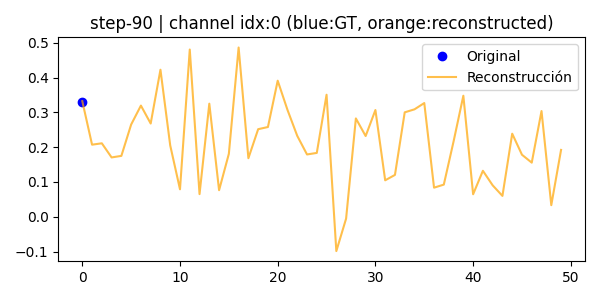 step-90 | channel idx:0 (blue:GT, orange:reconstructed)
Original
Reconstrucción
0.5
0.4
0.3
0.2
0.1
0.0
−0.1
0 10 20 30 40 50